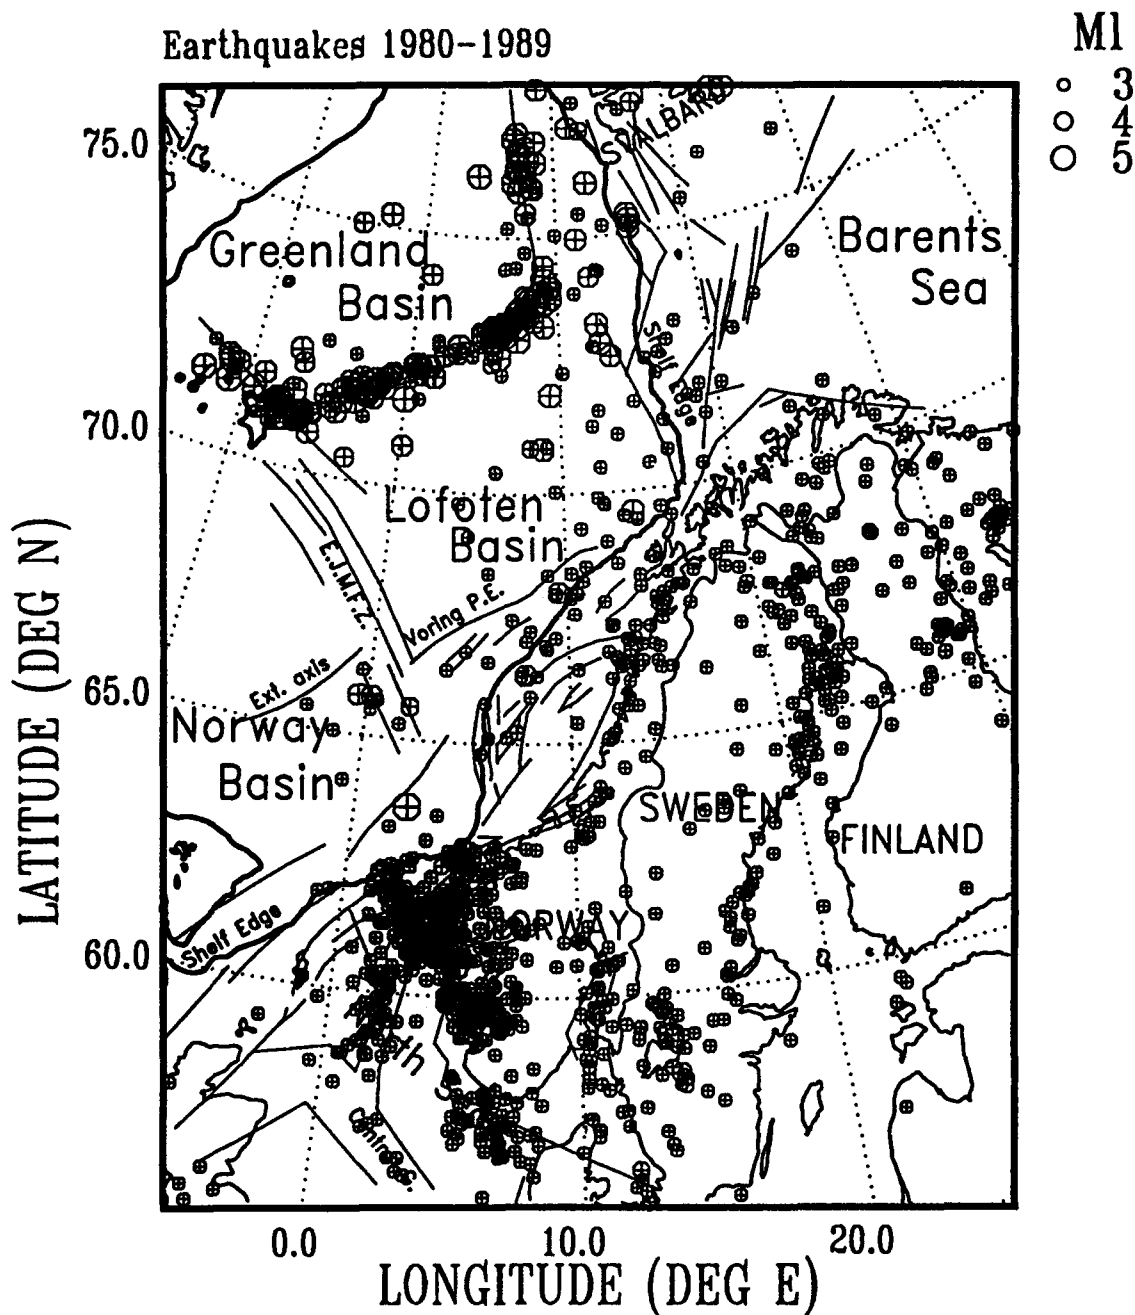 Earthquakes 1980-1989
Ml
3
4
5
75.0
70.0
65.0
60.0
LATITUDE (DEG N)
SVALBARD
Greenland
Basin
Barents
Sea
Shelf Edge
Lofoten
Basin
E.J.M.F.Z.
Voring P.E.
Ext. axis
Norway
Basin
SWEDEN
FINLAND
NORWAY
Shelf Edge
0.0
10.0
20.0
LONGITUDE (DEG E)